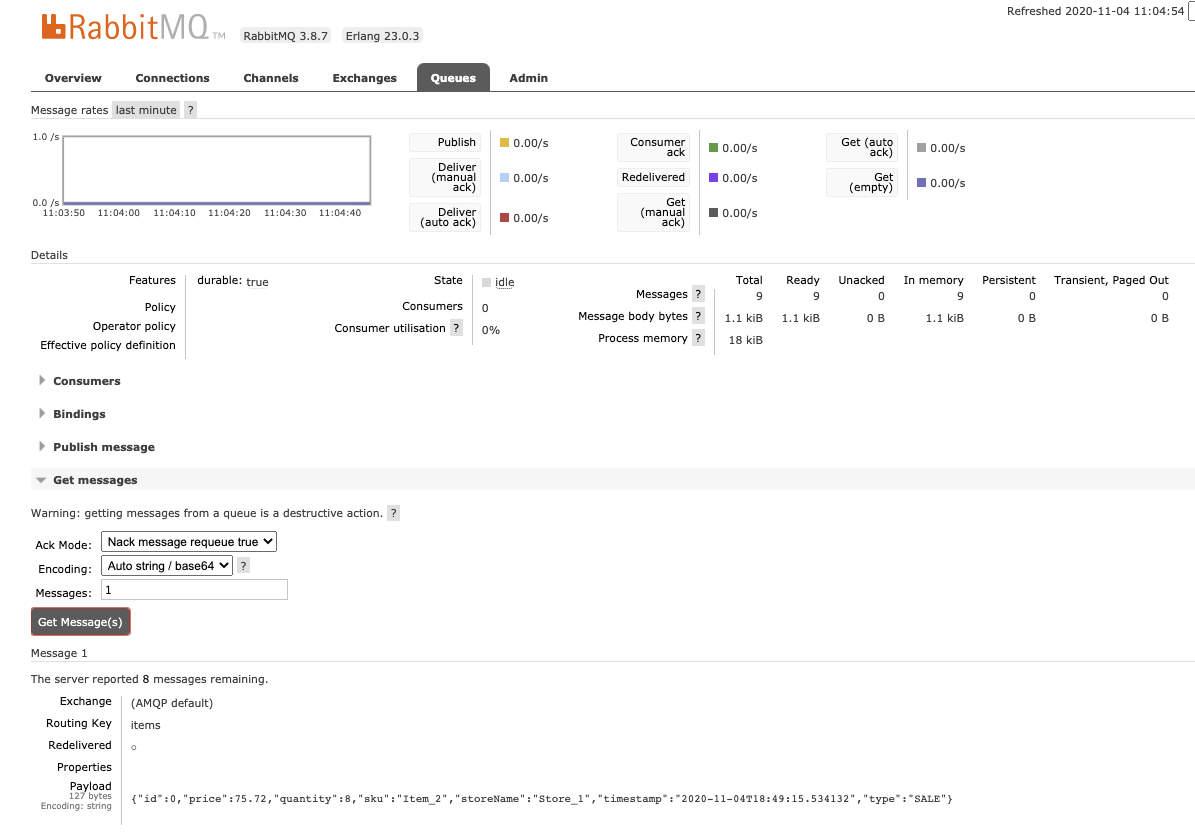 Refreshed 2020-11-04 11:04:54
RabbitMQ TM RabbitMQ 3.8.7 Erlang 23.0.3
Overview Connections Channels Exchanges Queues Admin
Message rates last minute ?
1.0 /s
0.0 /s
11:03:50 11:04:00 11:04:10 11:04:20 11:04:30 11:04:40
Publish 0.00/s
Deliver (manual ack) 0.00/s
Deliver (auto ack) 0.00/s
Consumer ack 0.00/s
Redelivered 0.00/s
Get (manual ack) 0.00/s
Get (auto ack) 0.00/s
Get (empty) 0.00/s
Details
Features durable: true
Policy
Operator policy
Effective policy definition
State idle
Consumers 0
Consumer utilisation ? 0%
Total Ready Unacked In memory Persistent Transient, Paged Out
Messages ? 9 9 0 9 0 0
Message body bytes ? 1.1 kiB 1.1 kiB 0 B 1.1 kiB 0 B 0 B
Process memory ? 18 kiB
Consumers
Bindings
Publish message
Get messages
Warning: getting messages from a queue is a destructive action. ?
Ack Mode: Nack message requeue true
Encoding: Auto string / base64 ?
Messages: 1
Get Message(s)
Message 1
The server reported 8 messages remaining.
Exchange (AMQP default)
Routing Key items
Redelivered ○
Properties
Payload
127 bytes
Encoding: string
{"id":0,"price":75.72,"quantity":8,"sku":"Item_2","storeName":"Store_1","timestamp":"2020-11-04T18:49:15.534132","type":"SALE"}